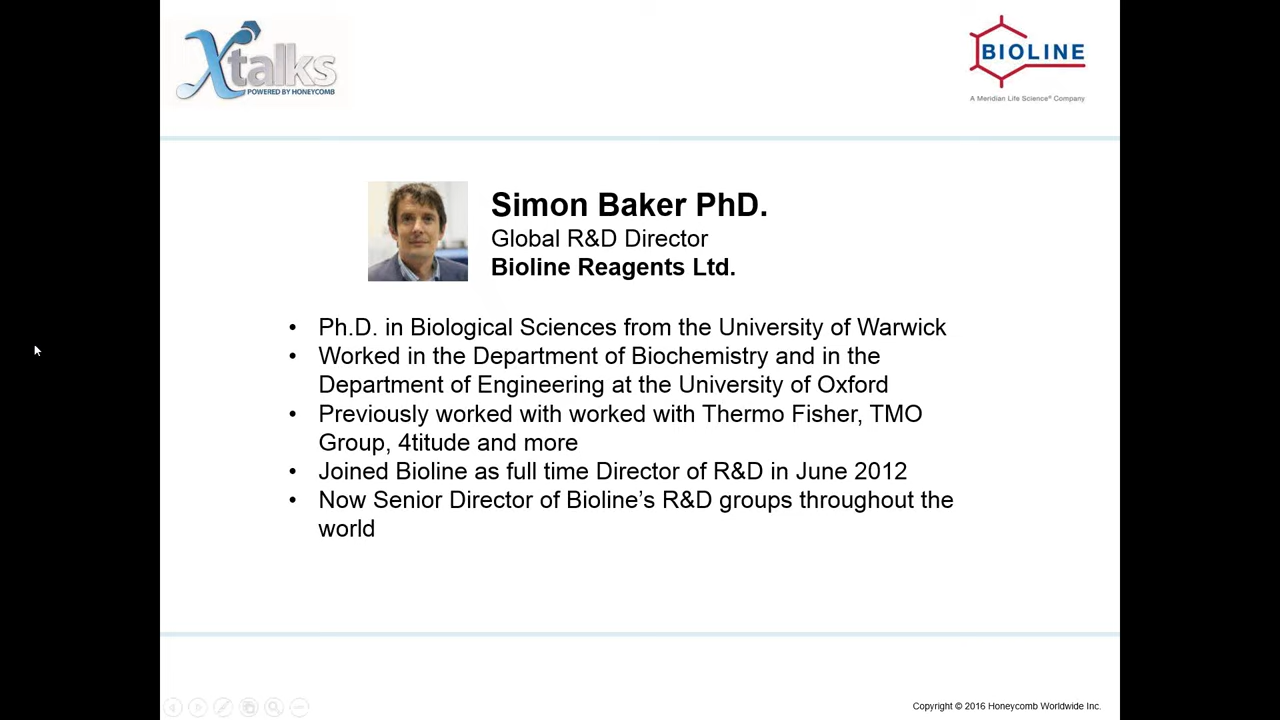 Xtalks
POWERED BY HONEYCOMB
BIOLINE
A Meridian Life Science® Company
Simon Baker PhD.
Global R&D Director
Bioline Reagents Ltd.
• Ph.D. in Biological Sciences from the University of Warwick
• Worked in the Department of Biochemistry and in the
Department of Engineering at the University of Oxford
• Previously worked with worked with Thermo Fisher, TMO
Group, 4titude and more
• Joined Bioline as full time Director of R&D in June 2012
• Now Senior Director of Bioline’s R&D groups throughout the
world
Copyright © 2016 Honeycomb Worldwide Inc.